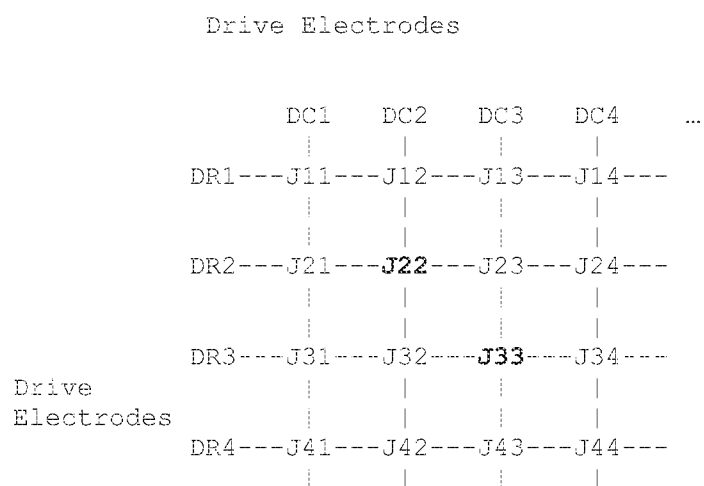 Drive Electrodes
DC1 DC2 DC3 DC4 ...
DR1---J11---J12---J13---J14---
DR2---J21---J22---J23---J24---
DR3---J31---J32---J33---J34---
Drive
Electrodes
DR4---J41---J42---J43---J44---